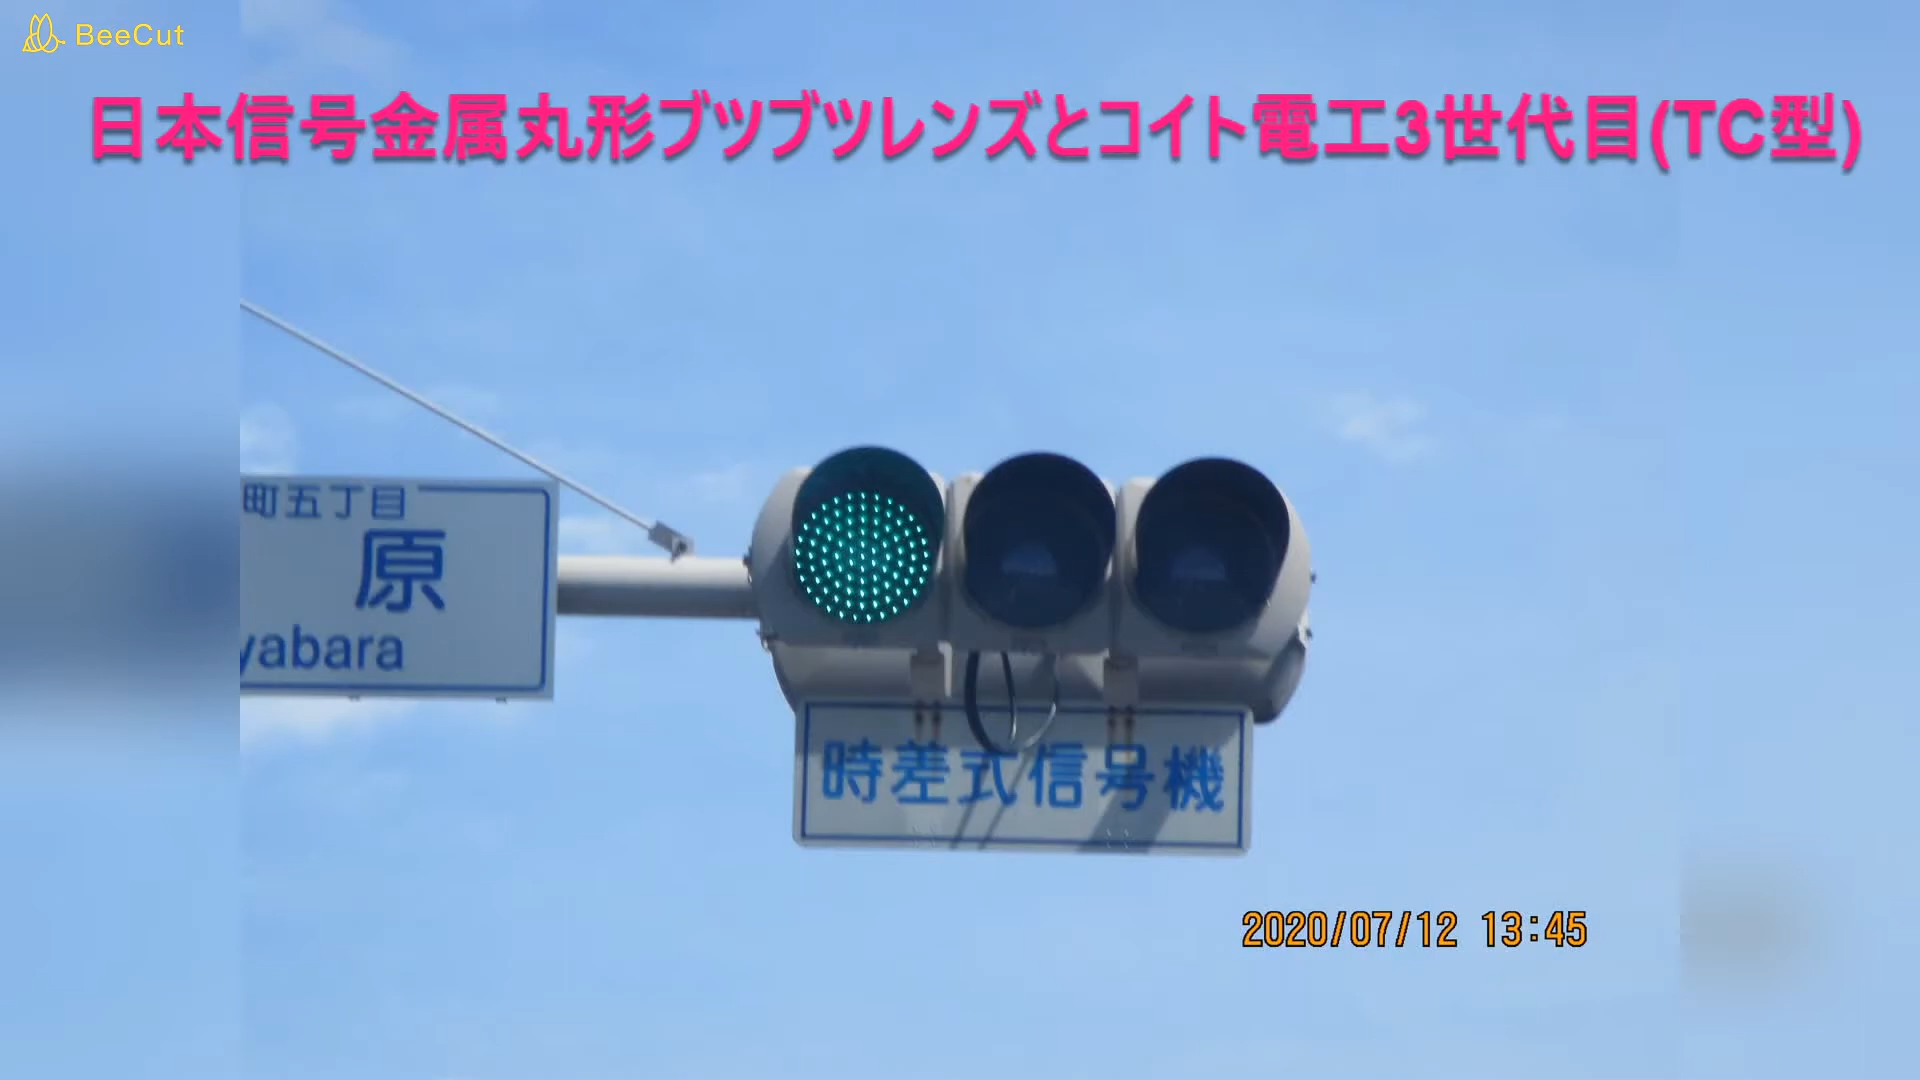 BeeCut
日本信号金属丸形ブツブツレンズとコイト電工3世代目(TC型)
町五丁目
原
yabara
時差式信号機
2020/07/12 13:45